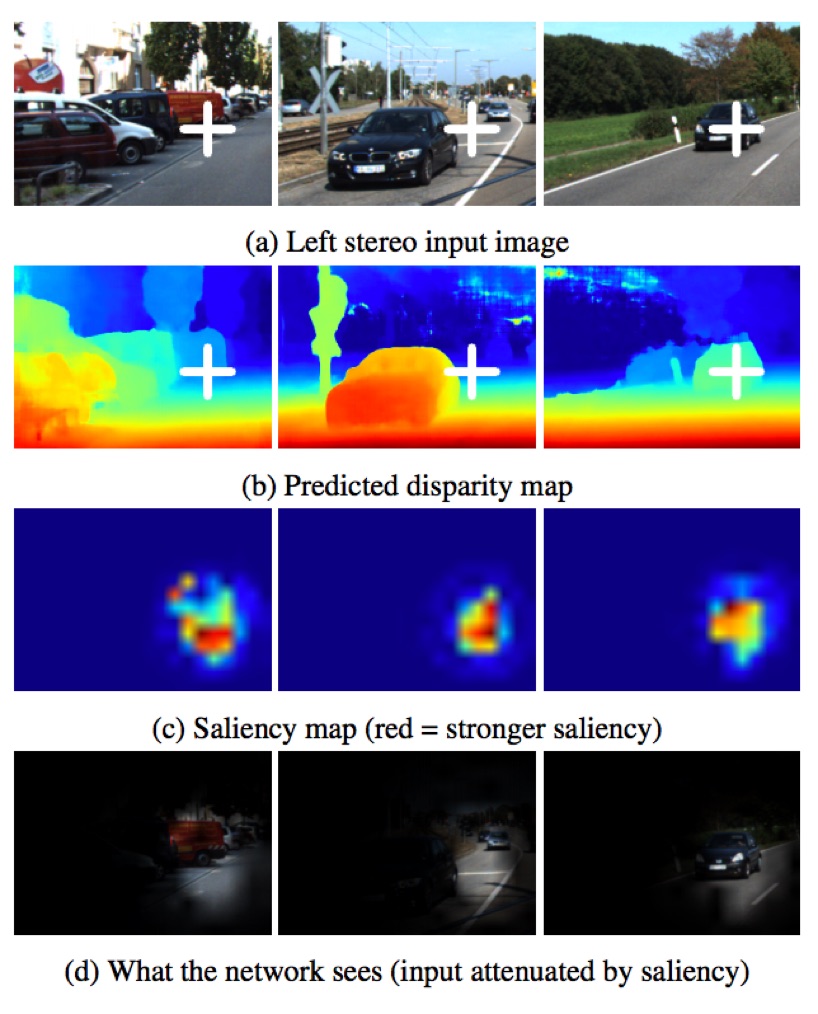 (a) Left stereo input image
(b) Predicted disparity map
(c) Saliency map (red = stronger saliency)
(d) What the network sees (input attenuated by saliency)